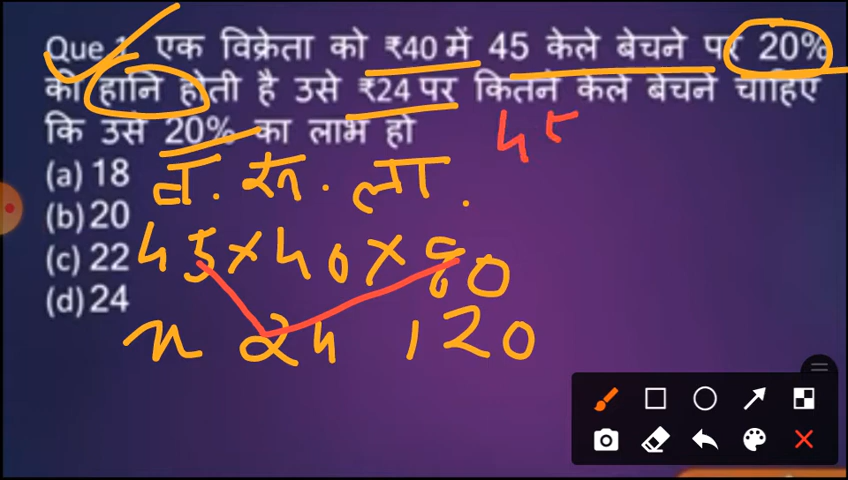 Que 1 एक विक्रेता को ₹40 में 45 केले बेचने पर 20%
की हानि होती है उसे ₹24 पर कितने केले बेचने चाहिए
कि उसे 20% का लाभ हो
45
(a) 18
व. रू. ला.
(b) 20
(c) 22
45 × 40 × 80
(d) 24
x 24 120